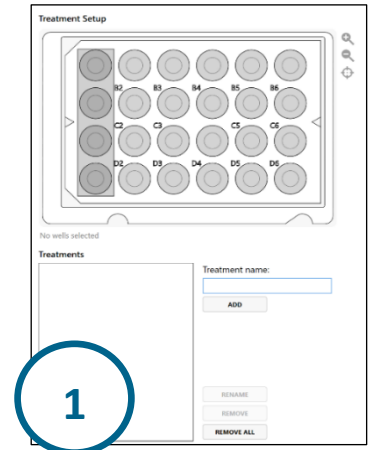 Treatment Setup
B2 B3 B4 B5 B6
C2 C3 C5 C6
D2 D3 D4 D5 D6
No wells selected
Treatments
Treatment name:
ADD
1
RENAME
REMOVE
REMOVE ALL